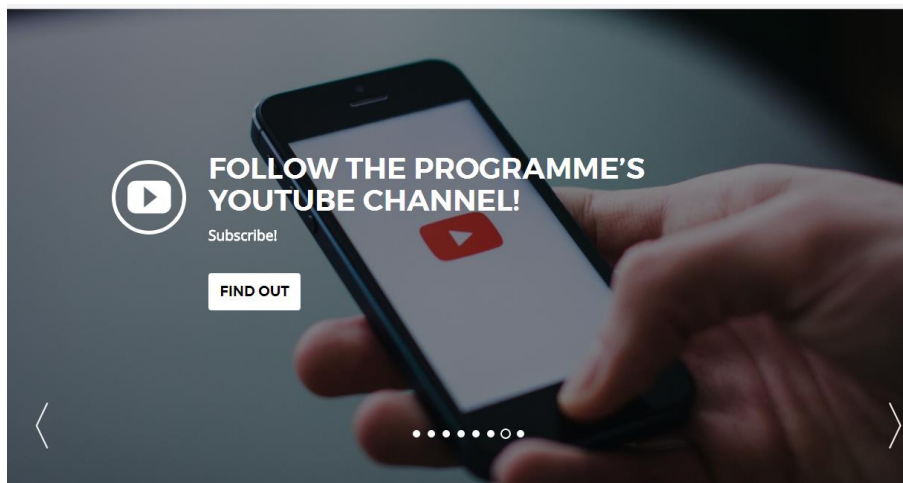 FOLLOW THE PROGRAMME’S
YOUTUBE CHANNEL!
Subscribe!
FIND OUT